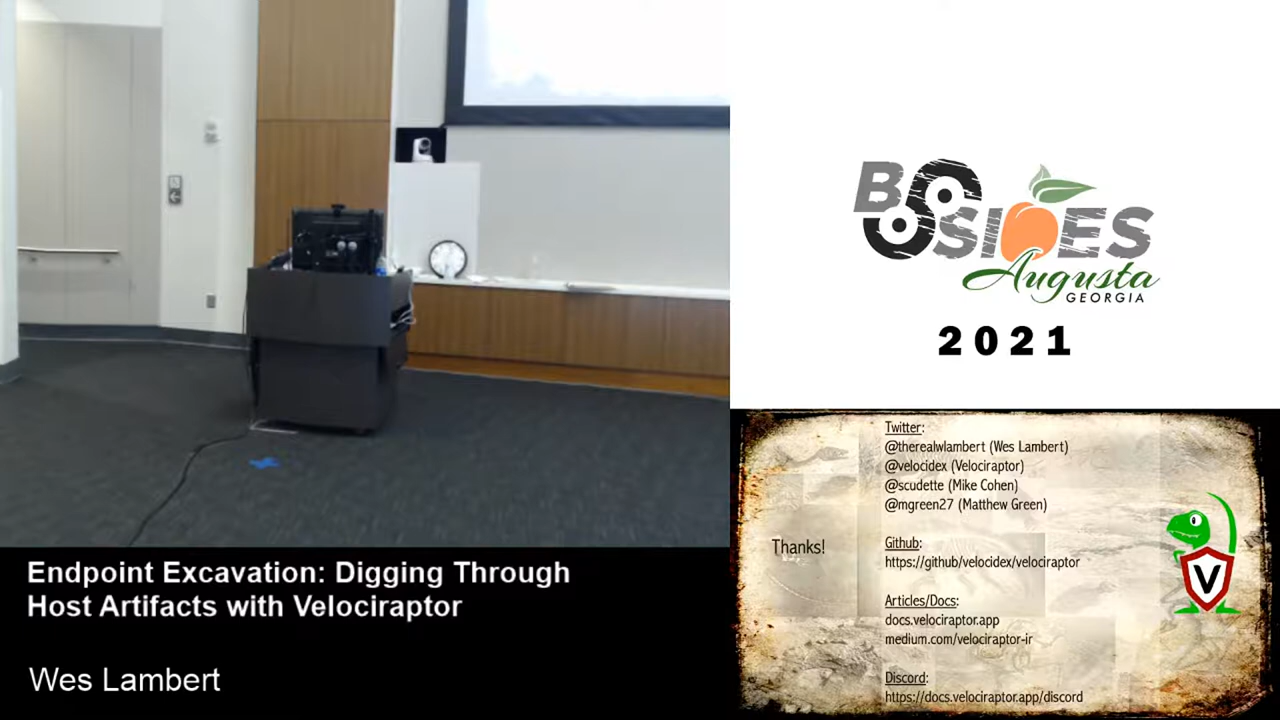 BSIDES
Augusta
GEORGIA
2021
Twitter:
@therealwlambert (Wes Lambert)
@velocidex (Velociraptor)
@scudette (Mike Cohen)
@mgreen27 (Matthew Green)
Thanks!
Github:
https://github/velocidex/velociraptor
Articles/Docs:
docs.velociraptor.app
medium.com/velociraptor-ir
Discord:
https://docs.velociraptor.app/discord
V
Endpoint Excavation: Digging Through
Host Artifacts with Velociraptor
Wes Lambert